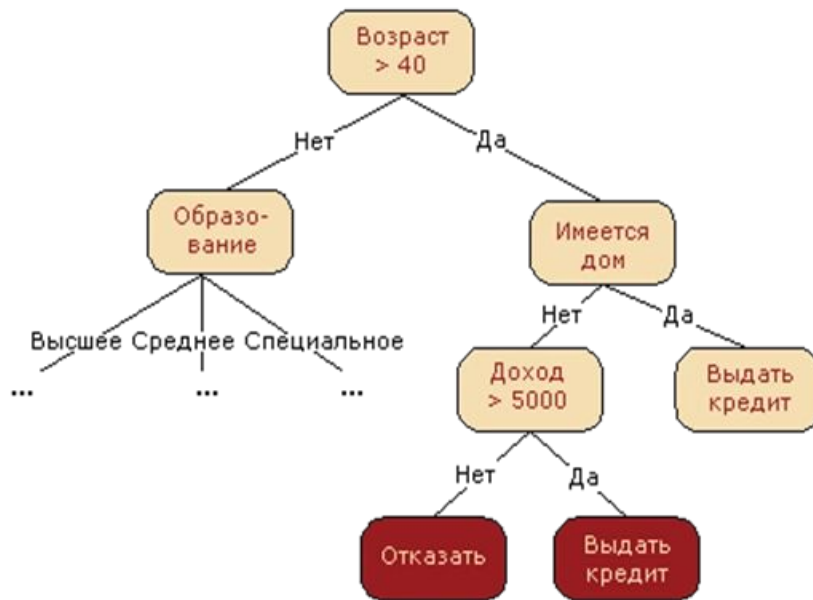 Возраст
> 40
Нет
Да
Образо-
вание
Имеется
дом
Высшее Среднее Специальное
... ... ...
Нет
Да
Доход
> 5000
Выдать
кредит
Нет
Да
Отказать
Выдать
кредит